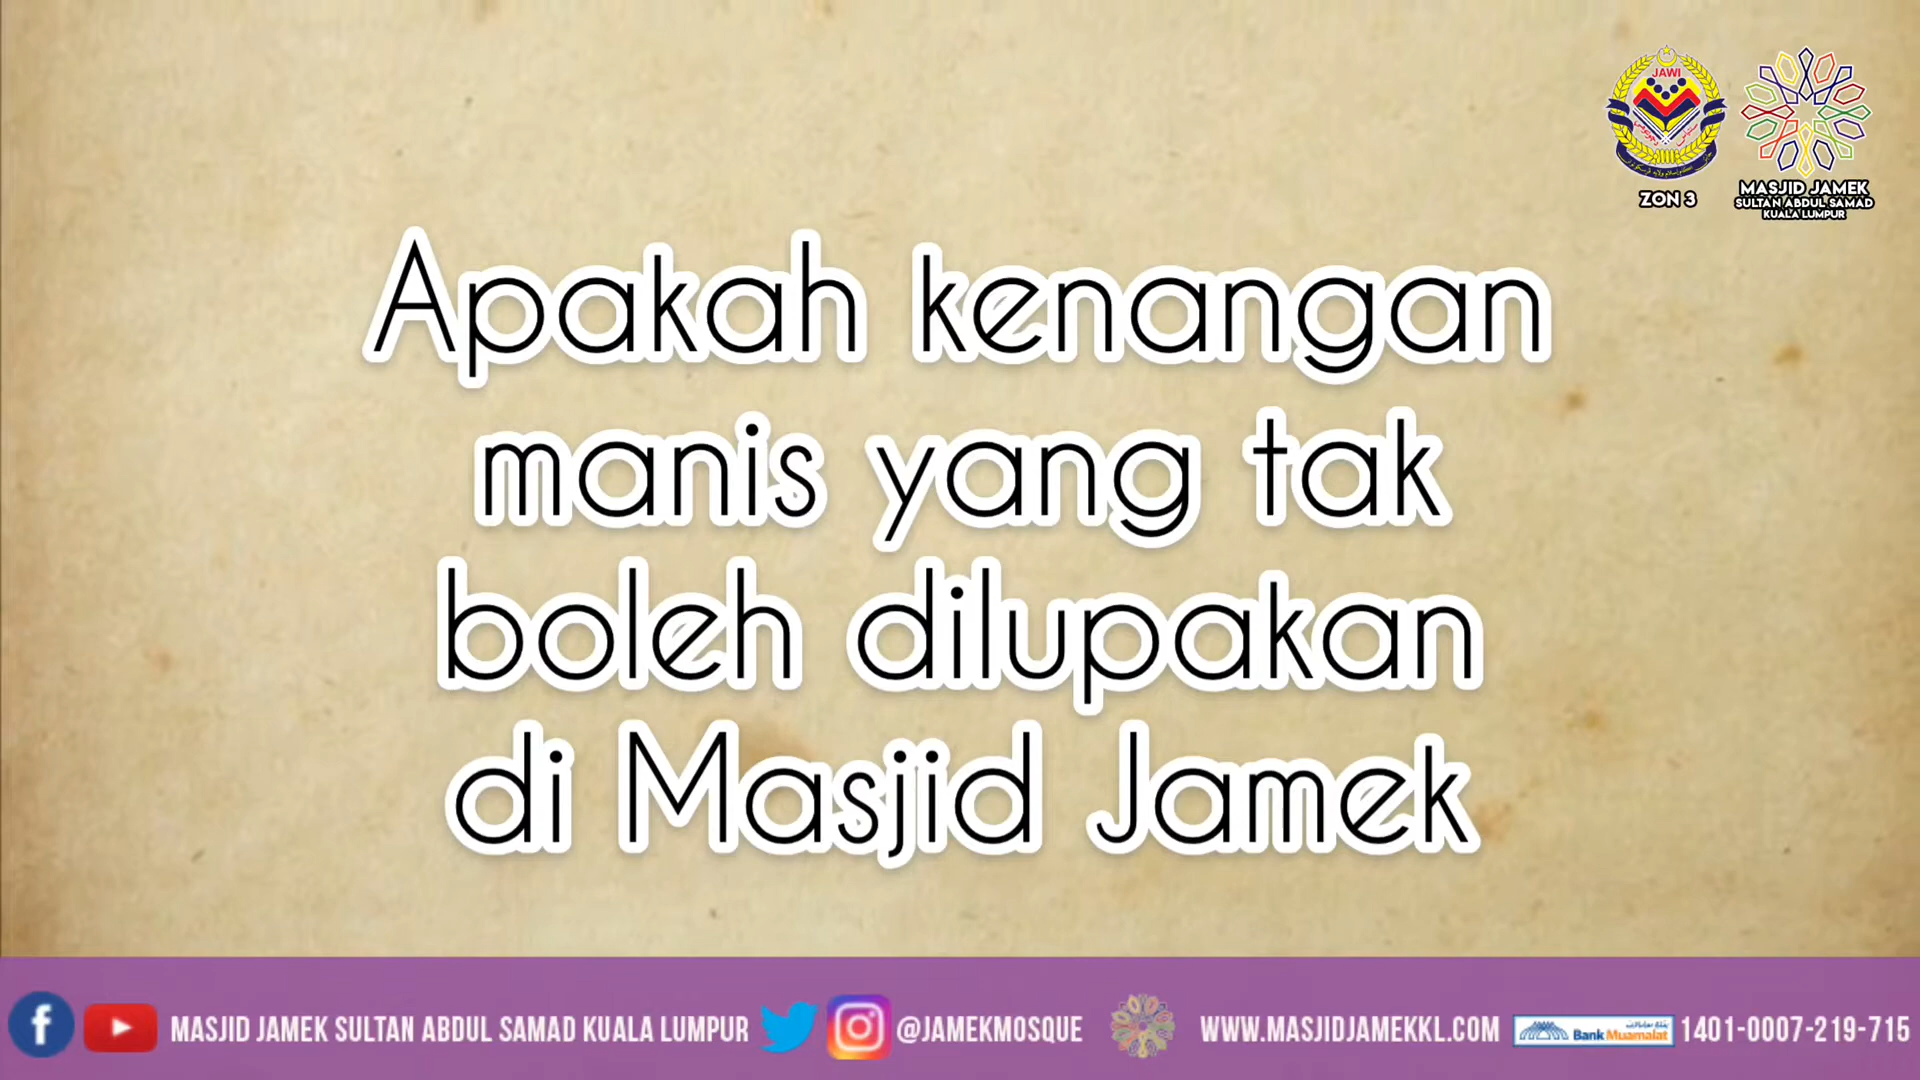 JAWI
ZON 3
MASJID JAMEK
SULTAN ABDUL SAMAD
KUALA LUMPUR
Apakah kenangan
manis yang tak
boleh dilupakan
di Masjid Jamek
MASJID JAMEK SULTAN ABDUL SAMAD KUALA LUMPUR @JAMEKMOSQUE WWW.MASJIDJAMEKKL.COM Bank Muamalat 1401-0007-219-715